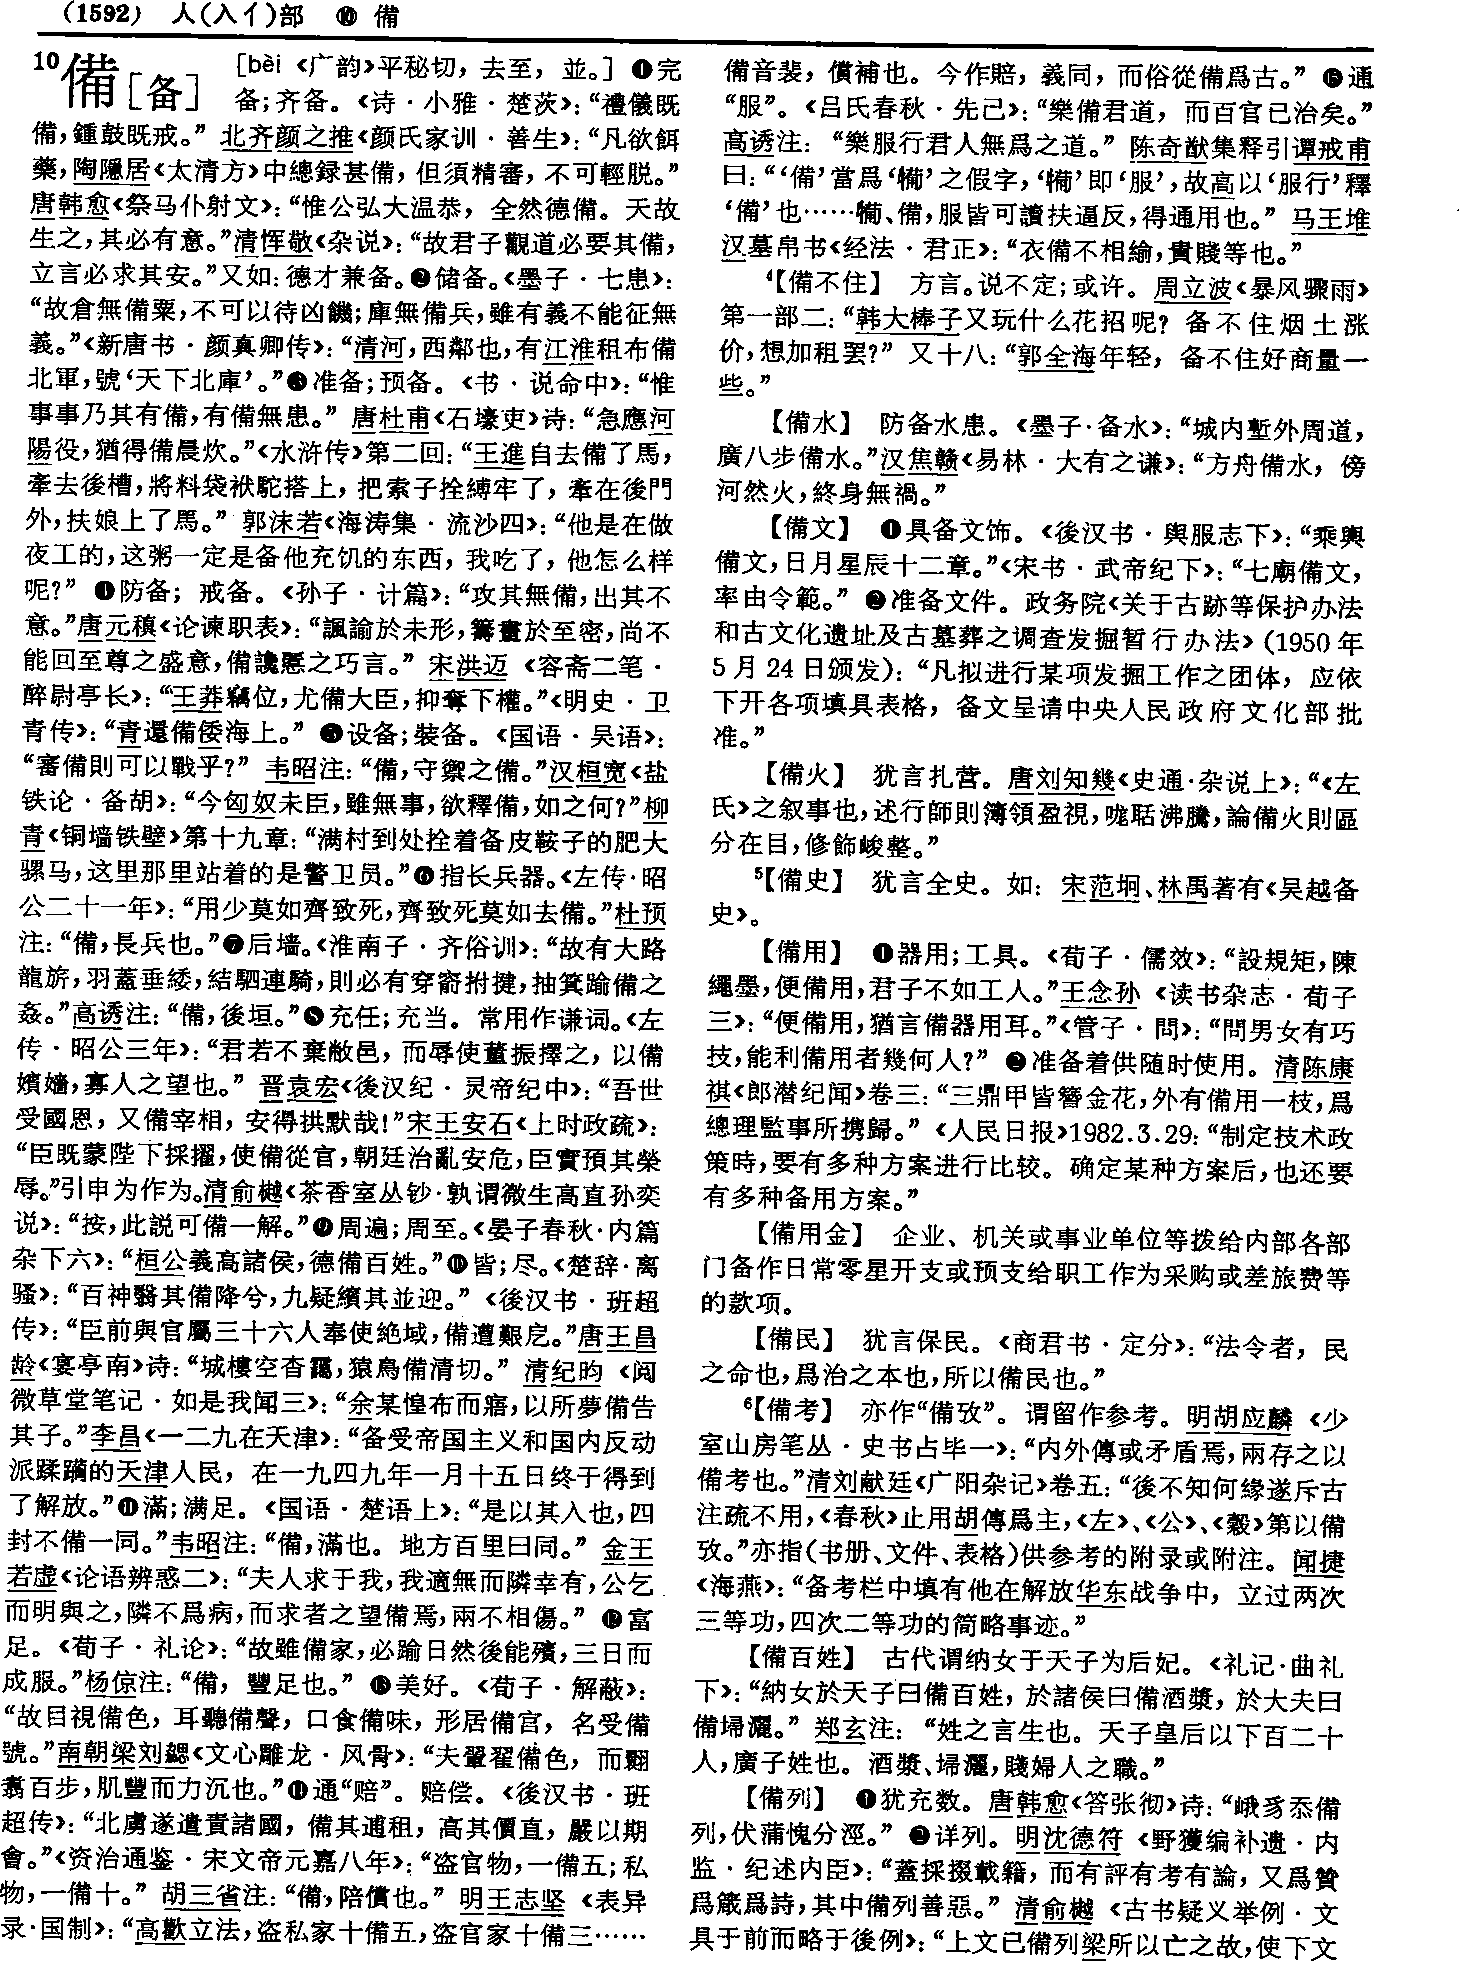 (1592) 人(入亻)部 ⑩ 備
10備[备] [bèi《广韵》平秘切，去至，並。] ❶完
备；齐备。《诗·小雅·楚茨》：“禮儀既
備，鍾鼓既戒。” 北齐颜之推《颜氏家训·養生》：“凡欲餌
藥，陶隱居《太清方》中總録甚備，但須精審，不可輕脱。”
唐韩愈《祭马仆射文》：“惟公弘大温恭，全然德備。天故
生之，其必有意。”清恽敬《杂说》：“故君子觀道必要其備，
立言必求其安。”又如：德才兼备。❷储备。《墨子·七患》：
“故倉無備粟，不可以待凶饑；庫無備兵，雖有義不能征無
義。”《新唐书·颜真卿传》：“清河，西鄰也，有江淮租布備
北軍，號‘天下北庫’。”❸准备；预备。《书·说命中》：“惟
事事乃其有備，有備無患。” 唐杜甫《石壕吏》诗：“急應河
陽役，猶得備晨炊。”《水浒传》第二回：“王進自去備了馬，
牽去後槽，將料袋袱駝搭上，把索子拴縛牢了，牽在後門
外，扶娘上了馬。” 郭沫若《海涛集·流沙四》：“他是在做
夜工的，这粥一定是备他充饥的东西，我吃了，他怎么样
呢？” ❹防备；戒备。《孙子·计篇》：“攻其無備，出其不
意。”唐元稹《论谏职表》：“諷諭於未形，籌畫於至密，尚不
能回至尊之盛意，備讒慝之巧言。” 宋洪迈《容斋二笔·
醉尉亭长》：“王莽竊位，尤備大臣，抑奪下權。”《明史·卫
青传》：“青還備倭海上。” ❺设备；装备。《国语·吴语》：
“審備則可以戰乎？” 韦昭注：“備，守禦之備。”汉桓宽《盐
铁论·备胡》：“今匈奴未臣，雖無事，欲釋備，如之何？”柳
青《铜墙铁壁》第十九章：“满村到处拴着备皮鞍子的肥大
骡马，这里那里站着的是警卫员。”❻指长兵器。《左传·昭
公二十一年》：“用少莫如齊致死，齊致死莫如去備。”杜预
注：“備，長兵也。”❼后墙。《淮南子·齐俗训》：“故有大路
龍旂，羽蓋垂緌，結駟連騎，則必有穿窬拊揵，抽箕踰備之
姦。”高诱注：“備，後垣。”❽充任；充当。常用作谦词。《左
传·昭公三年》：“君若不棄敝邑，而辱使董振擇之，以備
嬪嬙，寡人之望也。” 晋袁宏《後汉纪·灵帝纪中》：“吾世
受國恩，又備宰相，安得拱默哉！”宋王安石《上时政疏》：
“臣既蒙陛下採擢，使備從官，朝廷治亂安危，臣實預其榮
辱。”引申为作为。清俞樾《茶香室丛钞·孰谓微生高直孙奕
说》：“按，此説可備一解。”❾周遍；周至。《晏子春秋·内篇
杂下六》：“桓公義高諸侯，德備百姓。”❿皆；尽。《楚辞·离
骚》：“百神翳其備降兮，九疑繽其並迎。” 《後汉书·班超
传》：“臣前與官屬三十六人奉使絶域，備遭艱戹。”唐王昌
龄《宴亭南》诗：“城樓空杳靄，猿鳥備清切。” 清纪昀《阅
微草堂笔记·如是我闻三》：“余某惶布而寤，以所夢備告
其子。”李昌《一二九在天津》：“备受帝国主义和国内反动
派蹂躏的天津人民，在一九四九年一月十五日终于得到
了解放。”⓫滿；满足。《国语·楚语上》：“是以其入也，四
封不備一同。”韦昭注：“備，滿也。地方百里曰同。” 金王
若虚《论语辨惑二》：“夫人求于我，我適無而隣幸有，公乞
而明與之，隣不爲病，而求者之望備焉，兩不相傷。” ⓬富
足。《荀子·礼论》：“故雖備家，必踰日然後能殯，三日而
成服。”杨倞注：“備，豐足也。” ⓭美好。《荀子·解蔽》：
“故目視備色，耳聽備聲，口食備味，形居備宫，名受備
號。”南朝梁刘勰《文心雕龙·风骨》：“夫翬翟備色，而翾
翥百步，肌豐而力沉也。”⓮通“赔”。赔偿。《後汉书·班
超传》：“北虜遂遣責諸國，備其逋租，高其價直，嚴以期
會。”《资治通鉴·宋文帝元嘉八年》：“盗官物，一備五；私
物，一備十。” 胡三省注：“備，陪償也。” 明王志坚《表异
录·国制》：“高歡立法，盗私家十備五，盗官家十備三……
備音裴，償補也。今作賠，義同，而俗從備爲古。” ⓯通
“服”。《吕氏春秋·先己》：“樂備君道，而百官已治矣。”
高诱注：“樂服行君人無爲之道。” 陈奇猷集释引谭戒甫
曰：“‘備’當爲‘犕’之假字，‘犕’即‘服’，故高以‘服行’釋
‘備’也……犕、備，服皆可讀扶逼反，得通用也。” 马王堆
汉墓帛书《经法·君正》：“衣備不相綸，貴賤等也。”
4【備不住】 方言。说不定；或许。周立波《暴风骤雨》
第一部二：“韩大棒子又玩什么花招呢？备不住烟土涨
价，想加租罢？” 又十八：“郭全海年轻，备不住好商量一
些。”
【備水】 防备水患。《墨子·备水》：“城内塹外周道，
廣八步備水。”汉焦赣《易林·大有之谦》：“方舟備水，傍
河然火，終身無禍。”
【備文】 ❶具备文饰。《後汉书·舆服志下》：“乘輿
備文，日月星辰十二章。”《宋书·武帝纪下》：“七廟備文，
率由令範。” ❷准备文件。政务院《关于古跡等保护办法
和古文化遗址及古墓葬之调查发掘暂行办法》(1950年
5月24日颁发)：“凡拟进行某项发掘工作之团体，应依
下开各项填具表格，备文呈请中央人民政府文化部批
准。”
【備火】 犹言扎营。唐刘知幾《史通·杂说上》：“《左
氏》之叙事也，述行師則簿領盈視，哤聒沸騰，論備火則區
分在目，修飾峻整。”
5【備史】 犹言全史。如：宋范坰、林禹著有《吴越备
史》。
【備用】 ❶器用；工具。《荀子·儒效》：“設規矩，陳
繩墨，便備用，君子不如工人。”王念孙《读书杂志·荀子
三》：“便備用，猶言備器用耳。”《管子·問》：“問男女有巧
技，能利備用者幾何人？” ❷准备着供随时使用。清陈康
祺《郎潜纪闻》卷三：“三鼎甲皆簪金花，外有備用一枝，爲
總理監事所携歸。” 《人民日报》1982.3.29：“制定技术政
策時，要有多种方案进行比较。确定某种方案后，也还要
有多种备用方案。”
【備用金】 企业、机关或事业单位等拨给内部各部
门备作日常零星开支或预支给职工作为采购或差旅费等
的款项。
【備民】 犹言保民。《商君书·定分》：“法令者，民
之命也，爲治之本也，所以備民也。”
6【備考】 亦作“備攷”。谓留作参考。明胡应麟《少
室山房笔丛·史书占毕一》：“内外傳或矛盾焉，兩存之以
備考也。”清刘献廷《广阳杂记》卷五：“後不知何緣遂斥古
注疏不用，《春秋》止用胡傳爲主，《左》、《公》、《穀》第以備
攷。”亦指(书册、文件、表格)供参考的附录或附注。闻捷
《海燕》：“备考栏中填有他在解放华东战争中，立过两次
三等功，四次二等功的简略事迹。”
【備百姓】 古代谓纳女于天子为后妃。《礼记·曲礼
下》：“納女於天子曰備百姓，於諸侯曰備酒漿，於大夫曰
備埽灑。” 郑玄注：“姓之言生也。天子皇后以下百二十
人，廣子姓也。酒漿、埽灑，賤婦人之職。”
【備列】 ❶犹充数。唐韩愈《答张彻》诗：“峨豸忝備
列，伏蒲愧分涇。” ❷详列。明沈德符《野獲编补遗·内
监·纪述内臣》：“蓋採掇載籍，而有評有考有論，又爲贊
爲箴爲詩，其中備列善惡。” 清俞樾《古书疑义举例·文
具于前而略于後例》：“上文已備列梁所以亡之故，使下文